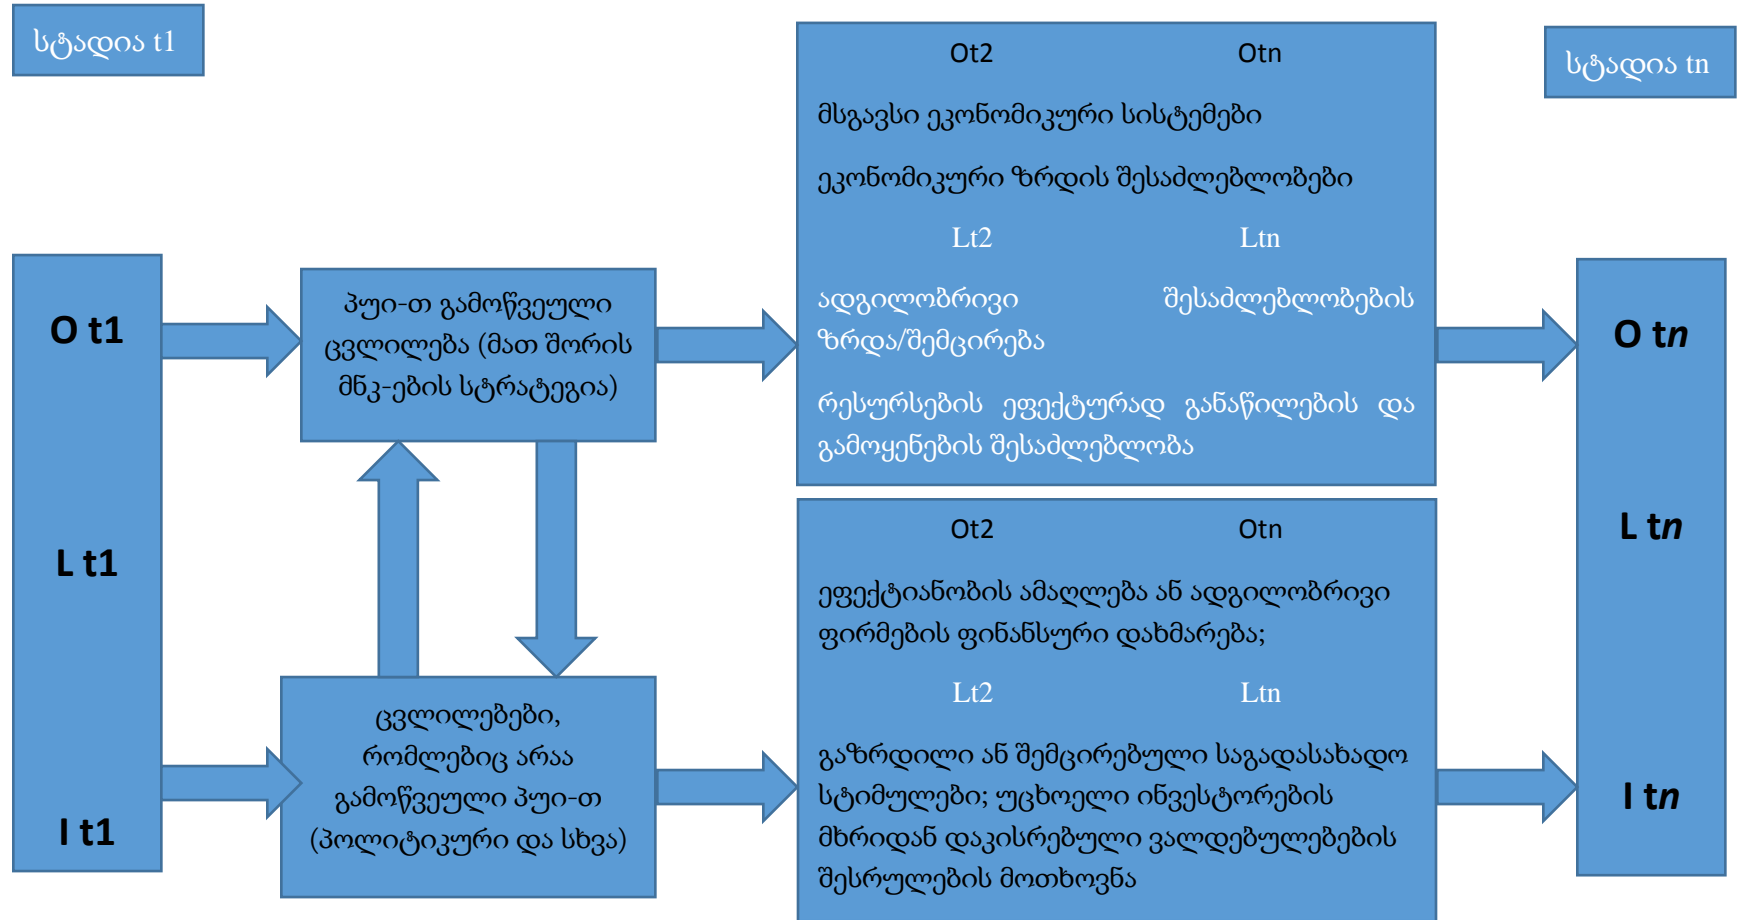 სტადია t1
O t1
L t1
I t1
პუი-თ გამოწვეული
ცვლილება (მათ შორის
მნკ-ების სტრატეგია)
ცვლილებები,
რომლებიც არაა
გამოწვეული პუი-თ
(პოლიტიკური და სხვა)
Ot2 Otn
მსგავსი ეკონომიკური სისტემები
ეკონომიკური ზრდის შესაძლებლობები
Lt2 Ltn
ადგილობრივი შესაძლებლობების
ზრდა/შემცირება
რესურსების ეფექტურად განაწილების და
გამოყენების შესაძლებლობა
Ot2 Otn
ეფექტიანობის ამაღლება ან ადგილობრივი
ფირმების ფინანსური დახმარება;
Lt2 Ltn
გაზრდილი ან შემცირებული საგადასახადო
სტიმულები; უცხოელი ინვესტორების
მხრიდან დაკისრებული ვალდებულებების
შესრულების მოთხოვნა
სტადია tn
O tn
L tn
I tn